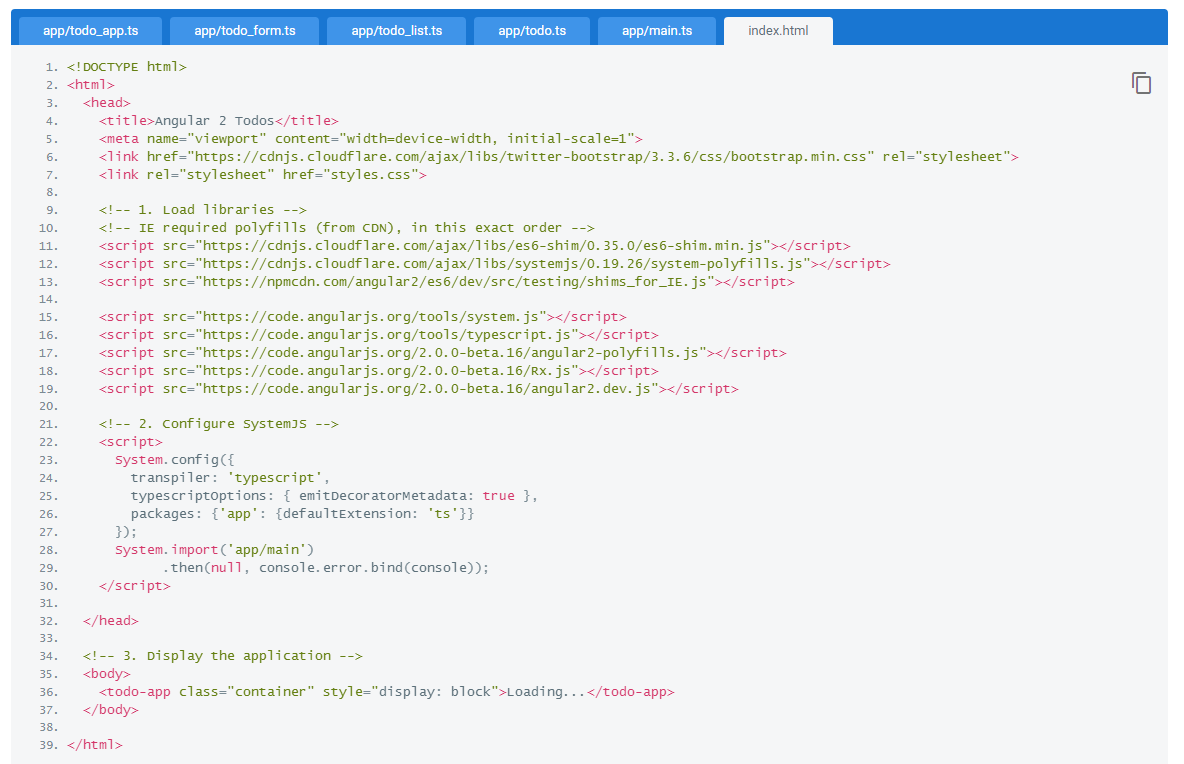 app/todo_app.ts app/todo_form.ts app/todo_list.ts app/todo.ts app/main.ts index.html
1. <!DOCTYPE html>
2. <html>
3.   <head>
4.     <title>Angular 2 Todos</title>
5.     <meta name="viewport" content="width=device-width, initial-scale=1">
6.     <link href="https://cdnjs.cloudflare.com/ajax/libs/twitter-bootstrap/3.3.6/css/bootstrap.min.css" rel="stylesheet">
7.     <link rel="stylesheet" href="styles.css">
8.
9.     <!-- 1. Load libraries -->
10.     <!-- IE required polyfills (from CDN), in this exact order -->
11.     <script src="https://cdnjs.cloudflare.com/ajax/libs/es6-shim/0.35.0/es6-shim.min.js"></script>
12.     <script src="https://cdnjs.cloudflare.com/ajax/libs/systemjs/0.19.26/system-polyfills.js"></script>
13.     <script src="https://npmcdn.com/angular2/es6/dev/src/testing/shims_for_IE.js"></script>
14.
15.     <script src="https://code.angularjs.org/tools/system.js"></script>
16.     <script src="https://code.angularjs.org/tools/typescript.js"></script>
17.     <script src="https://code.angularjs.org/2.0.0-beta.16/angular2-polyfills.js"></script>
18.     <script src="https://code.angularjs.org/2.0.0-beta.16/Rx.js"></script>
19.     <script src="https://code.angularjs.org/2.0.0-beta.16/angular2.dev.js"></script>
20.
21.     <!-- 2. Configure SystemJS -->
22.     <script>
23.       System.config({
24.         transpiler: 'typescript',
25.         typescriptOptions: { emitDecoratorMetadata: true },
26.         packages: {'app': {defaultExtension: 'ts'}}
27.       });
28.       System.import('app/main')
29.             .then(null, console.error.bind(console));
30.     </script>
31.
32.   </head>
33.
34.   <!-- 3. Display the application -->
35.   <body>
36.     <todo-app class="container" style="display: block">Loading...</todo-app>
37.   </body>
38.
39. </html>